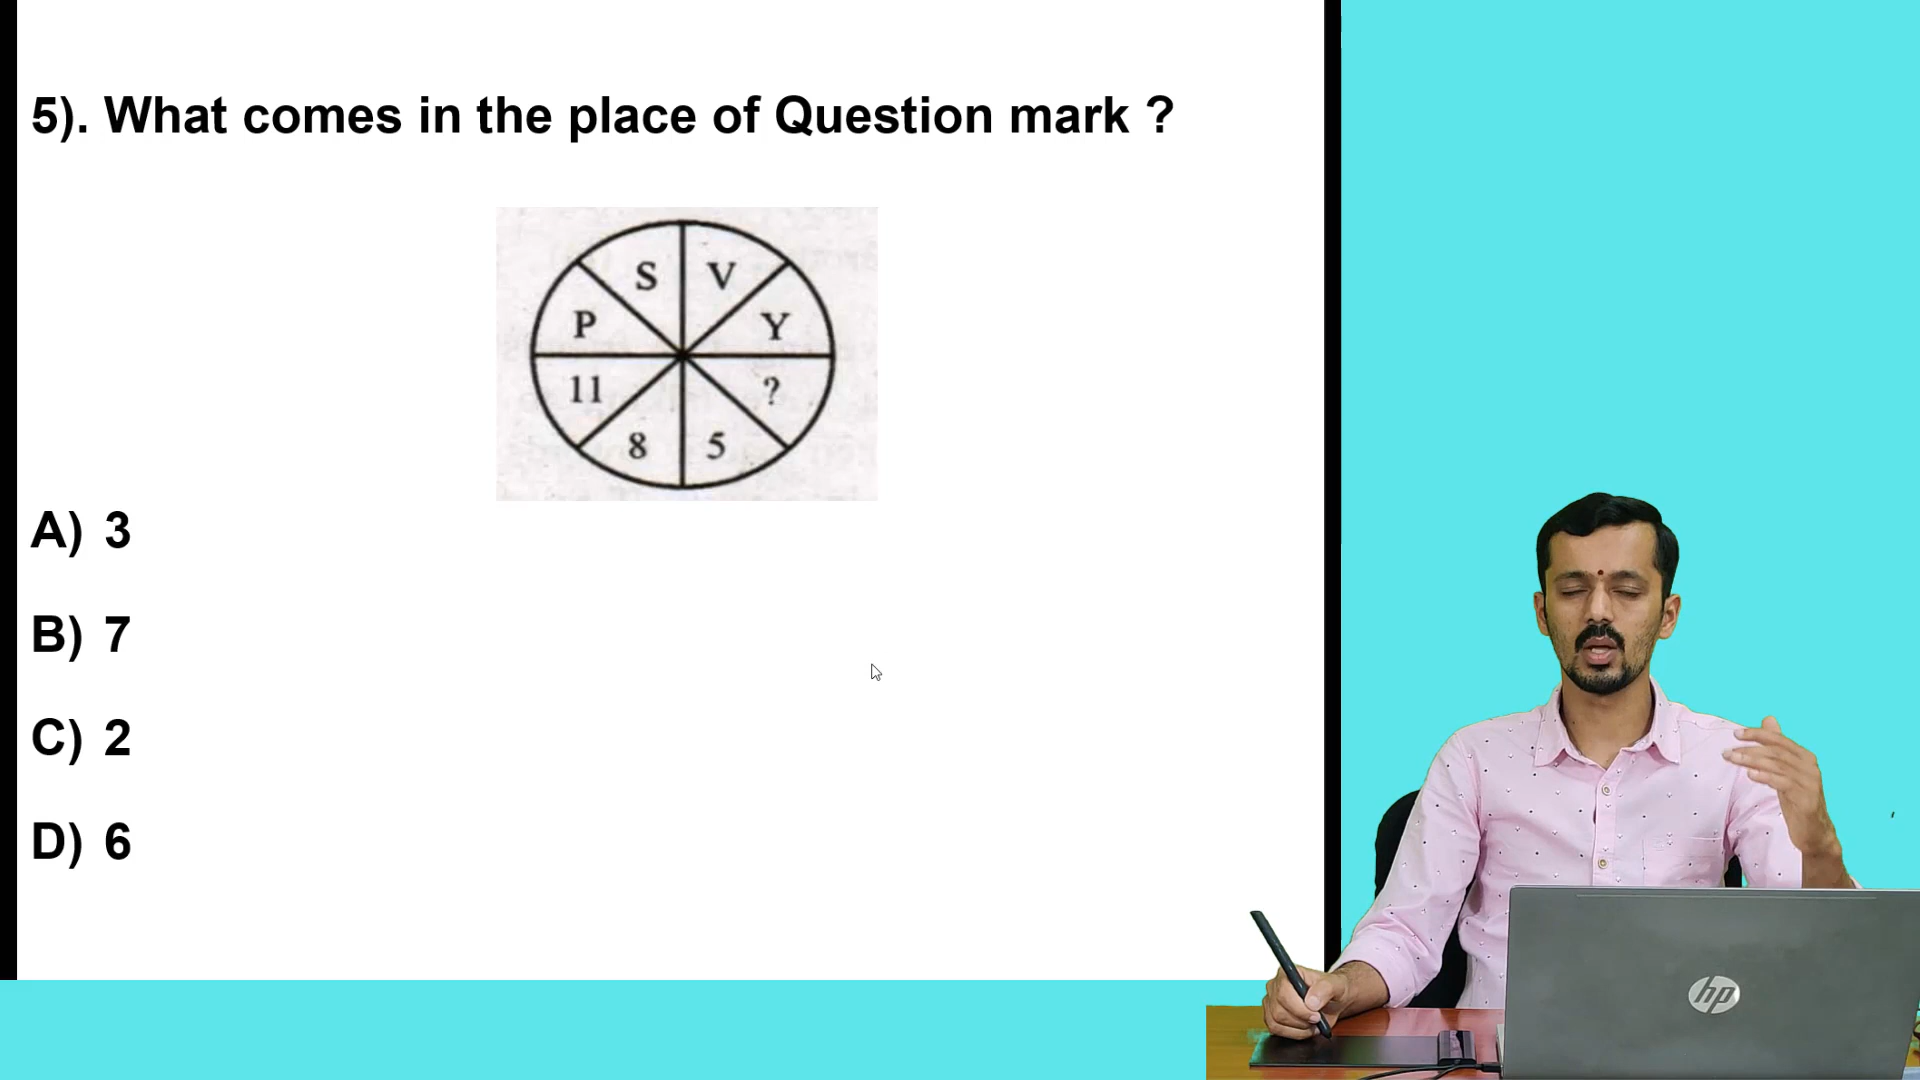 5). What comes in the place of Question mark ?
S V
P Y
11 ?
8 5
A) 3
B) 7
C) 2
D) 6
hp